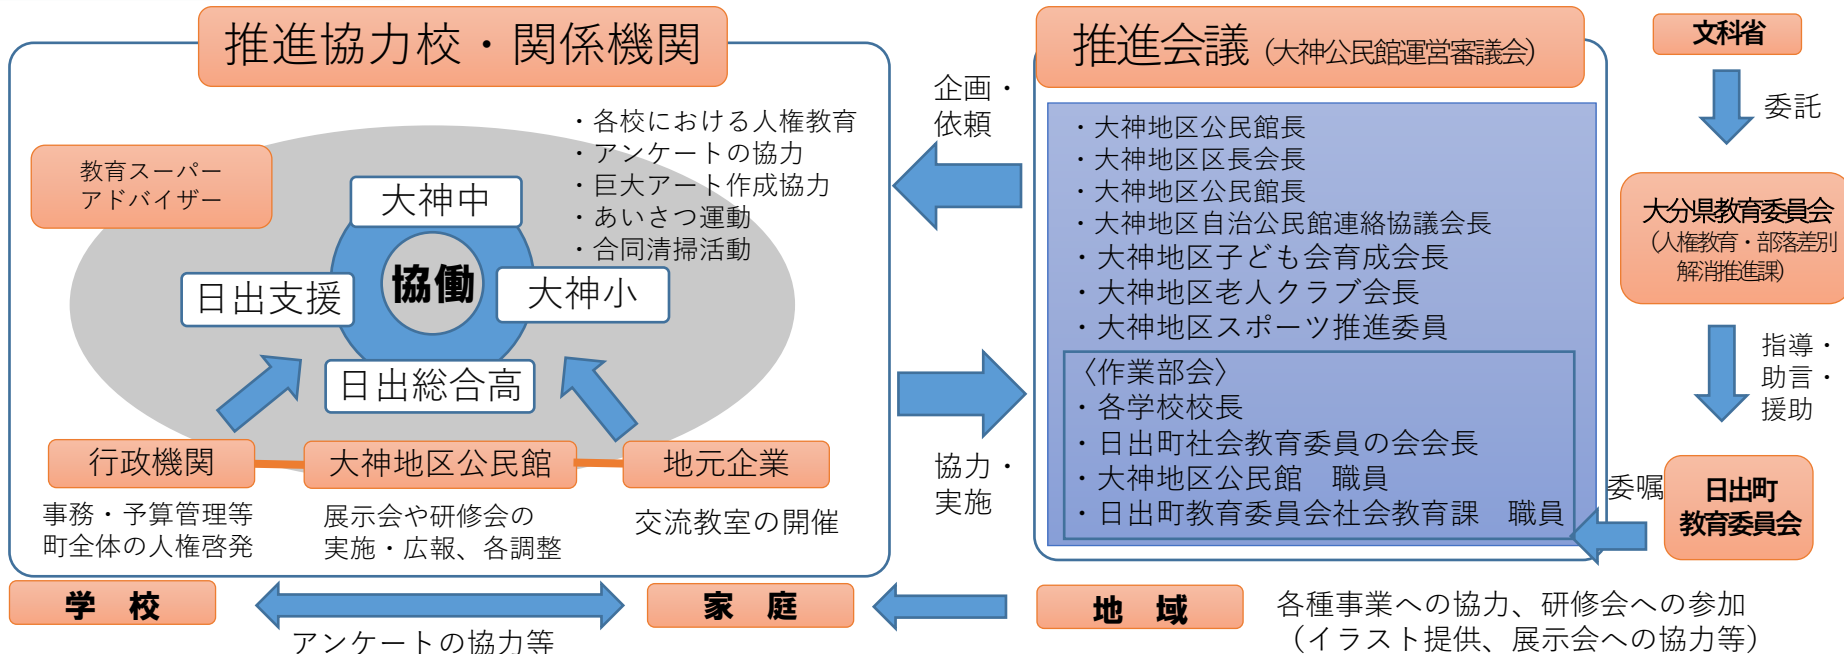 推進協力校・関係機関
・各校における人権教育
・アンケートの協力
・巨大アート作成協力
・あいさつ運動
・合同清掃活動
教育スーパー
アドバイザー
大神中
協働
日出支援
大神小
日出総合高
行政機関
大神地区公民館
地元企業
事務・予算管理等
町全体の人権啓発
展示会や研修会の
実施・広報、各調整
交流教室の開催
企画・
依頼
協力・
実施
推進会議（大神公民館運営審議会）
・大神地区公民館長
・大神地区区長会長
・大神地区公民館長
・大神地区自治公民館連絡協議会長
・大神地区子ども会育成会長
・大神地区老人クラブ会長
・大神地区スポーツ推進委員
〈作業部会〉
・各学校校長
・日出町社会教育委員の会会長
・大神地区公民館　職員
・日出町教育委員会社会教育課　職員
文科省
委託
大分県教育委員会
（人権教育・部落差別
解消推進課）
指導・
助言・
援助
委嘱
日出町
教育委員会
学　校
アンケートの協力等
家　庭
地　域
各種事業への協力、研修会への参加
（イラスト提供、展示会への協力等）